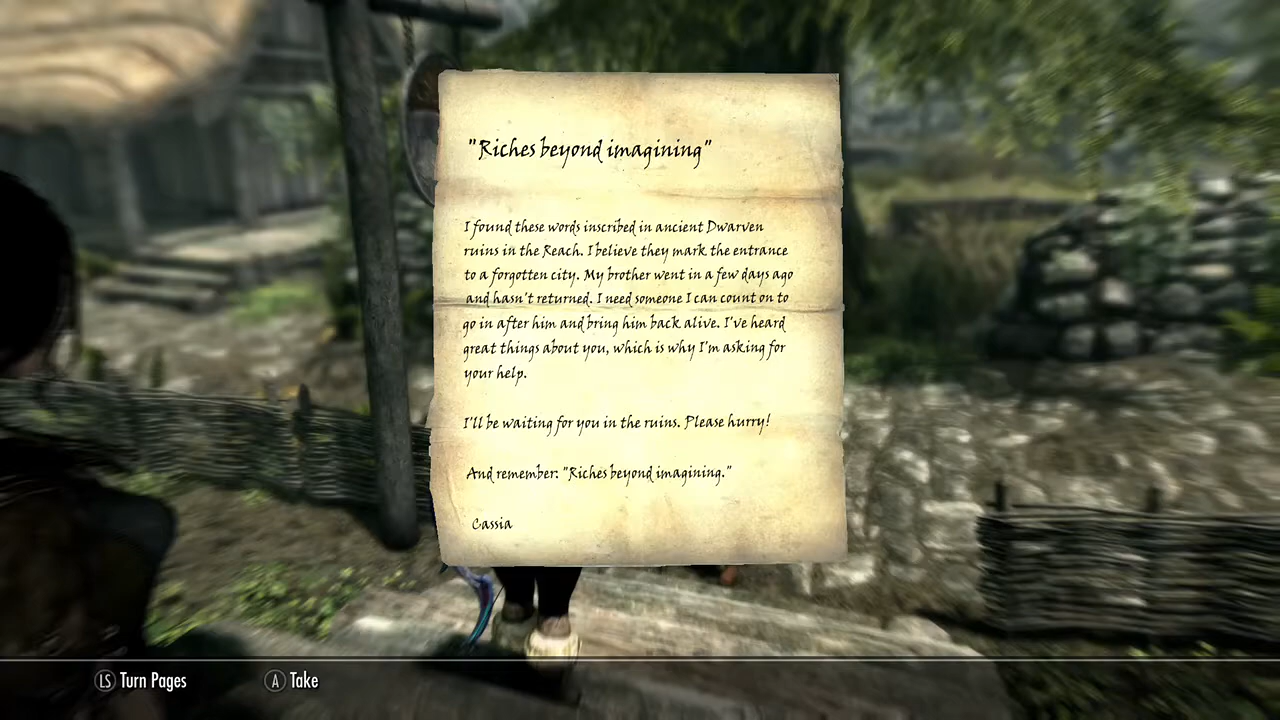 "Riches beyond imagining"
I found these words inscribed in ancient Dwarven
ruins in the Reach. I believe they mark the entrance
to a forgotten city. My brother went in a few days ago
and hasn't returned. I need someone I can count on to
go in after him and bring him back alive. I've heard
great things about you, which is why I'm asking for
your help.
I'll be waiting for you in the ruins. Please hurry!
And remember: "Riches beyond imagining."
Cassia
LS Turn Pages
A Take